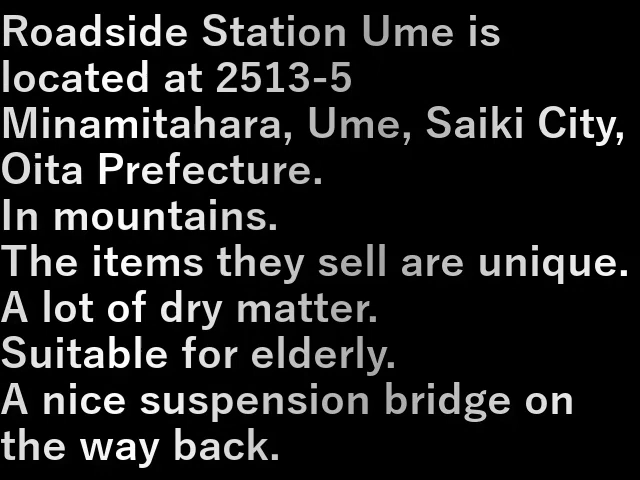 Roadside Station Ume is
located at 2513-5
Minamitahara, Ume, Saiki City,
Oita Prefecture.
In mountains.
The items they sell are unique.
A lot of dry matter.
Suitable for elderly.
A nice suspension bridge on
the way back.